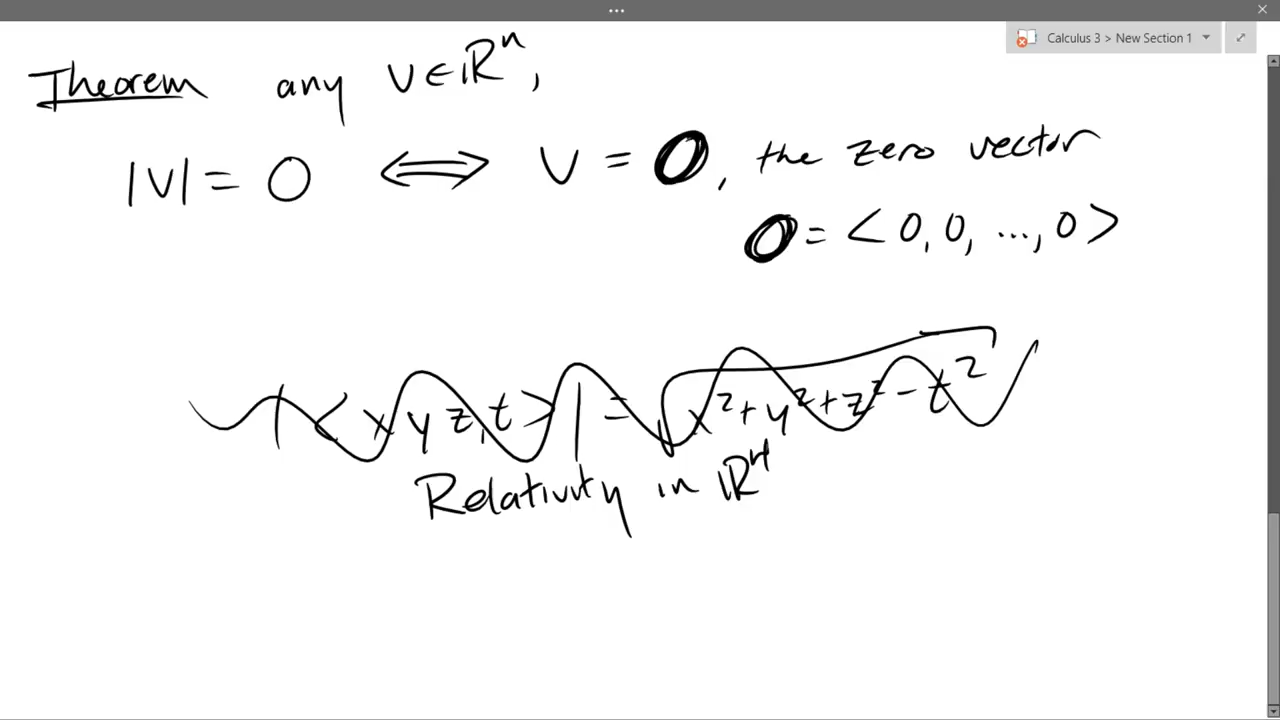 Calculus 3 > New Section 1
Theorem any V∈ℝⁿ,
|V| = 0 ⟺ V = 0, the zero vector
0 = < 0, 0, ..., 0 >
|< x y z, t >| = √x²+y²+z²-t²
Relativity in ℝ⁴